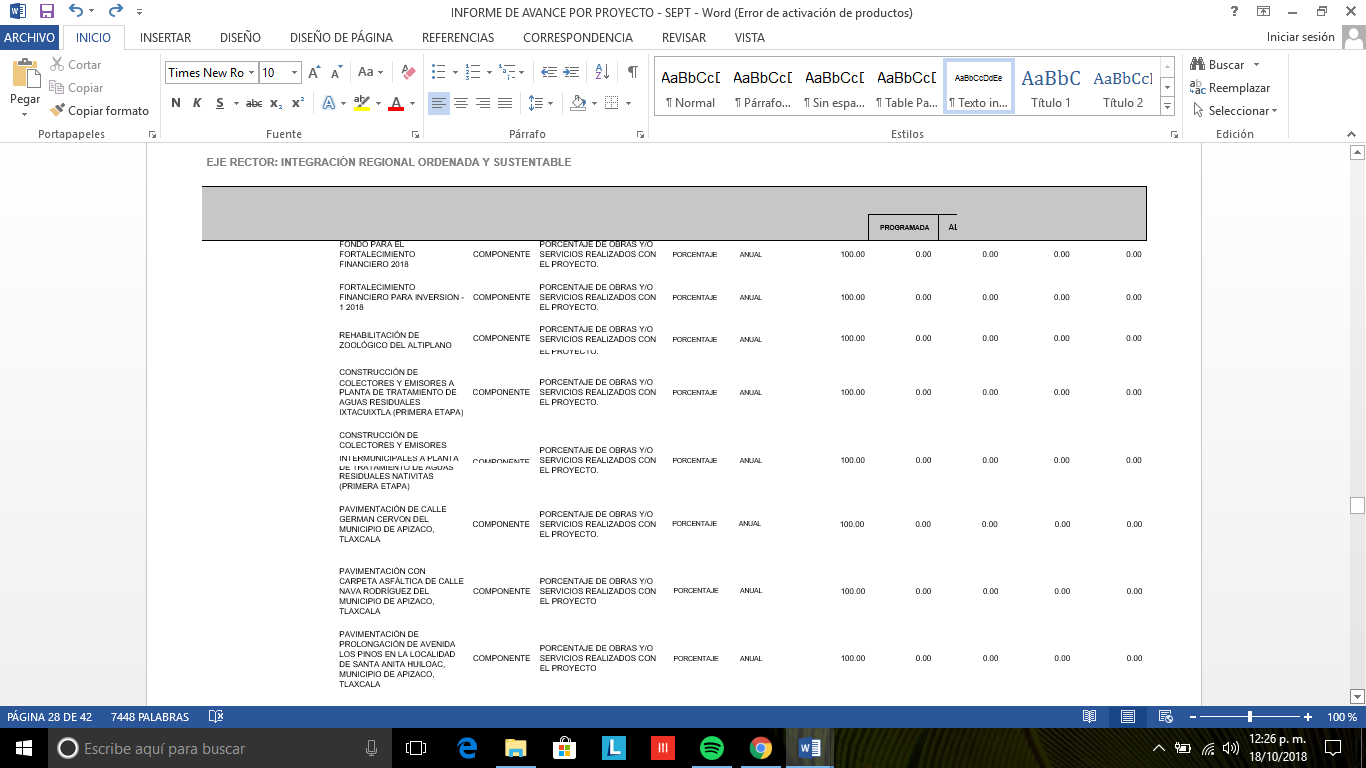 INFORME DE AVANCE POR PROYECTO - SEPT - Word (Error de activación de productos)
ARCHIVO INICIO INSERTAR DISEÑO DISEÑO DE PÁGINA REFERENCIAS CORRESPONDENCIA REVISAR VISTA Iniciar sesión
Pegar
Cortar
Copiar
Copiar formato
Portapapeles
Times New Ro 10
Fuente
Párrafo
AaBbCcD AaBbCcD AaBbCcD AaBbCcD AaBbCcDdEe AaBbC AaBbCcI
¶ Normal ¶ Párrafo... ¶ Sin espa... ¶ Table Pa... ¶ Texto in... Título 1 Título 2
Estilos
Buscar
Reemplazar
Seleccionar
Edición
EJE RECTOR: INTEGRACIÓN REGIONAL ORDENADA Y SUSTENTABLE
PROGRAMADA AL
FONDO PARA EL
FORTALECIMIENTO
FINANCIERO 2018
COMPONENTE
PORCENTAJE DE OBRAS Y/O
SERVICIOS REALIZADOS CON
EL PROYECTO.
PORCENTAJE ANUAL 100.00 0.00 0.00 0.00 0.00
FORTALECIMIENTO
FINANCIERO PARA INVERSION -
1 2018
COMPONENTE
PORCENTAJE DE OBRAS Y/O
SERVICIOS REALIZADOS CON
EL PROYECTO.
PORCENTAJE ANUAL 100.00 0.00 0.00 0.00 0.00
REHABILITACIÓN DE
ZOOLÓGICO DEL ALTIPLANO
COMPONENTE
PORCENTAJE DE OBRAS Y/O
SERVICIOS REALIZADOS CON
EL PROYECTO.
PORCENTAJE ANUAL 100.00 0.00 0.00 0.00 0.00
CONSTRUCCIÓN DE
COLECTORES Y EMISORES A
PLANTA DE TRATAMIENTO DE
AGUAS RESIDUALES
IXTACUIXTLA (PRIMERA ETAPA)
COMPONENTE
PORCENTAJE DE OBRAS Y/O
SERVICIOS REALIZADOS CON
EL PROYECTO.
PORCENTAJE ANUAL 100.00 0.00 0.00 0.00 0.00
CONSTRUCCIÓN DE
COLECTORES Y EMISORES
INTERMUNICIPALES A PLANTA
DE TRATAMIENTO DE AGUAS
RESIDUALES NATIVITAS
(PRIMERA ETAPA)
COMPONENTE
PORCENTAJE DE OBRAS Y/O
SERVICIOS REALIZADOS CON
EL PROYECTO.
PORCENTAJE ANUAL 100.00 0.00 0.00 0.00 0.00
PAVIMENTACIÓN DE CALLE
GERMAN CERVON DEL
MUNICIPIO DE APIZACO,
TLAXCALA
COMPONENTE
PORCENTAJE DE OBRAS Y/O
SERVICIOS REALIZADOS CON
EL PROYECTO.
PORCENTAJE ANUAL 100.00 0.00 0.00 0.00 0.00
PAVIMENTACIÓN CON
CARPETA ASFÁLTICA DE CALLE
NAVA RODRÍGUEZ DEL
MUNICIPIO DE APIZACO,
TLAXCALA
COMPONENTE
PORCENTAJE DE OBRAS Y/O
SERVICIOS REALIZADOS CON
EL PROYECTO
PORCENTAJE ANUAL 100.00 0.00 0.00 0.00 0.00
PAVIMENTACIÓN DE
PROLONGACIÓN DE AVENIDA
LOS PINOS EN LA LOCALIDAD
DE SANTA ANITA HUILOAC,
MUNICIPIO DE APIZACO,
TLAXCALA
COMPONENTE
PORCENTAJE DE OBRAS Y/O
SERVICIOS REALIZADOS CON
EL PROYECTO
PORCENTAJE ANUAL 100.00 0.00 0.00 0.00 0.00
PÁGINA 28 DE 42 7448 PALABRAS 100 %
Escribe aquí para buscar
12:26 p. m.
18/10/2018